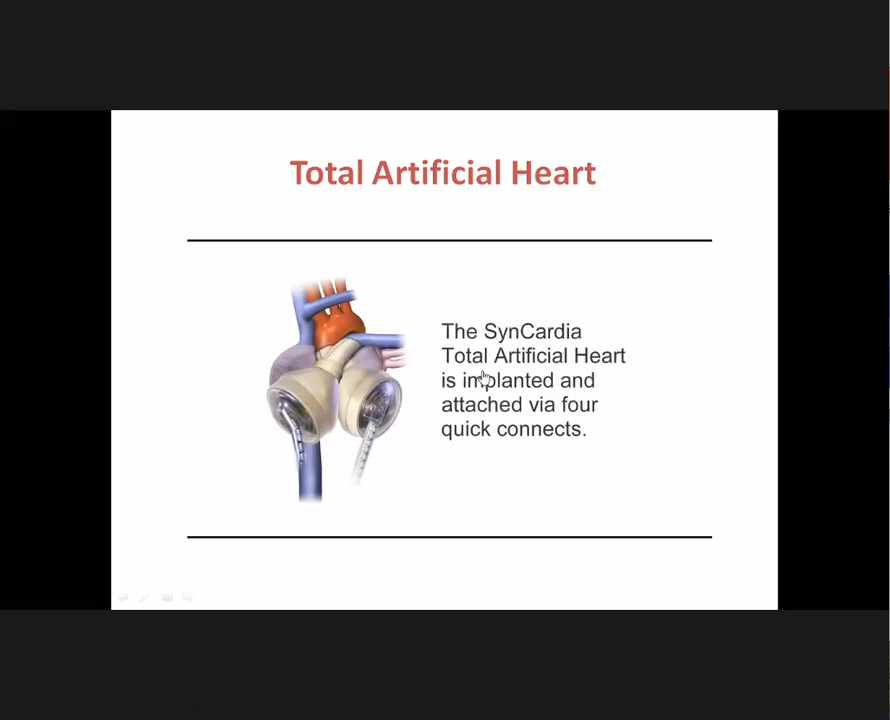 Total Artificial Heart
The SynCardia
Total Artificial Heart
is implanted and
attached via four
quick connects.